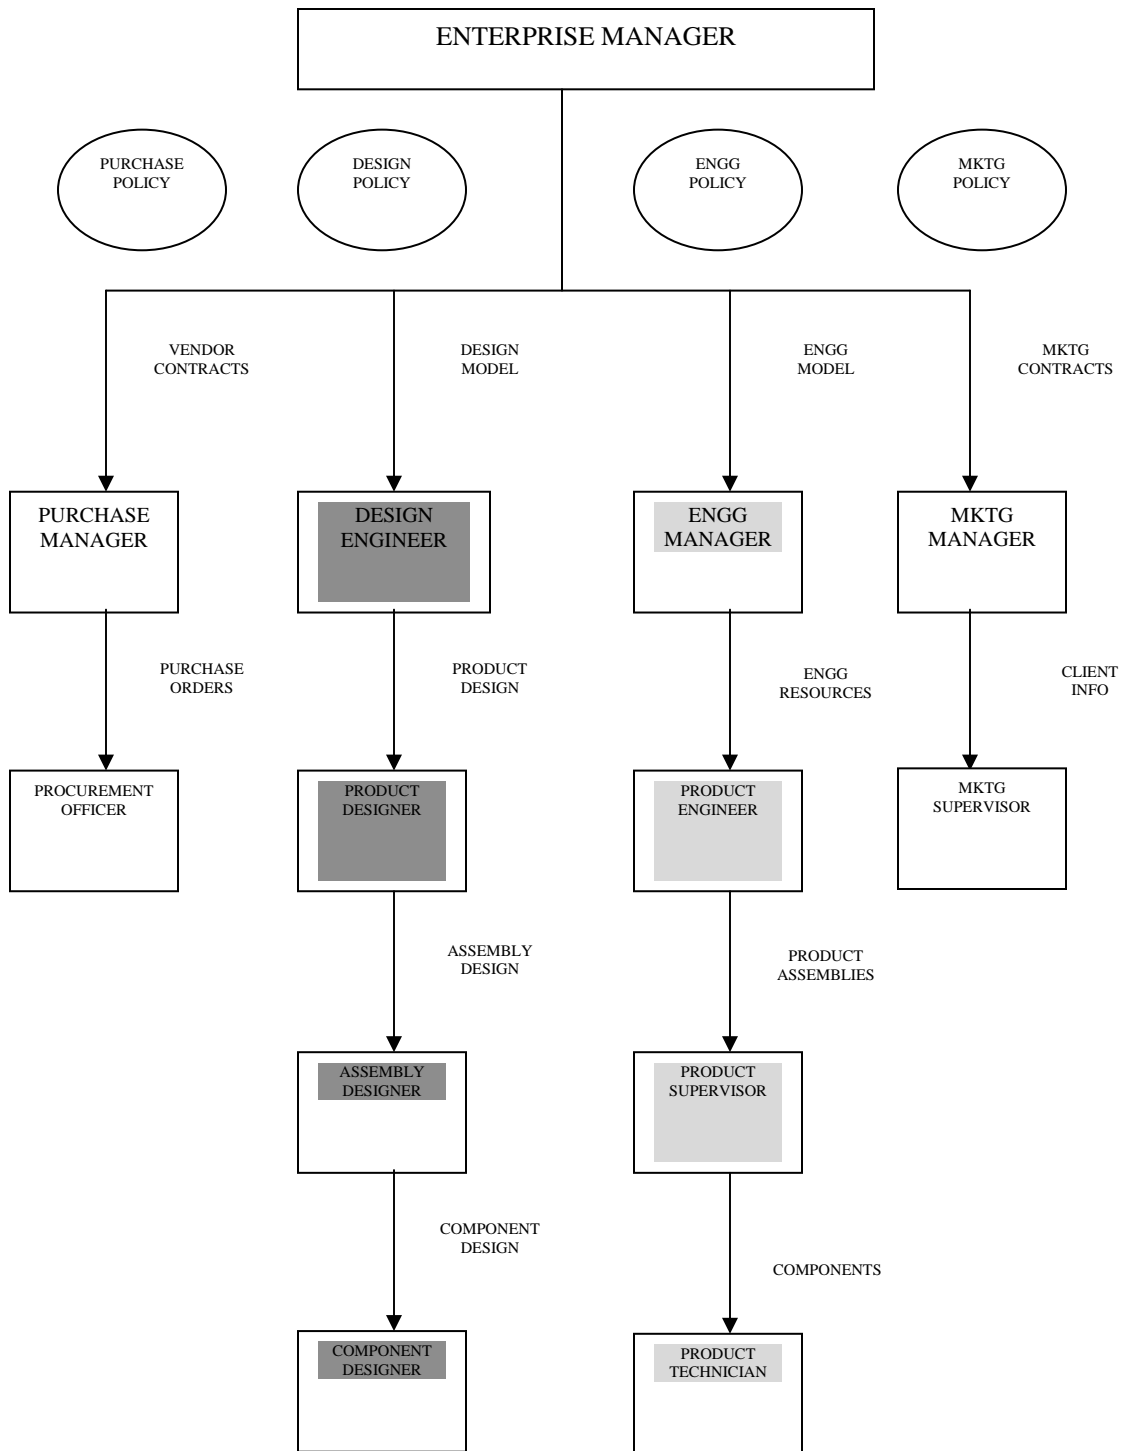 ENTERPRISE MANAGER
PURCHASE
POLICY
DESIGN
POLICY
ENGG
POLICY
MKTG
POLICY
VENDOR
CONTRACTS
DESIGN
MODEL
ENGG
MODEL
MKTG
CONTRACTS
PURCHASE
MANAGER
DESIGN
ENGINEER
ENGG
MANAGER
MKTG
MANAGER
PURCHASE
ORDERS
PRODUCT
DESIGN
ENGG
RESOURCES
CLIENT
INFO
PROCUREMENT
OFFICER
PRODUCT
DESIGNER
PRODUCT
ENGINEER
MKTG
SUPERVISOR
ASSEMBLY
DESIGN
PRODUCT
ASSEMBLIES
ASSEMBLY
DESIGNER
PRODUCT
SUPERVISOR
COMPONENT
DESIGN
COMPONENTS
COMPONENT
DESIGNER
PRODUCT
TECHNICIAN